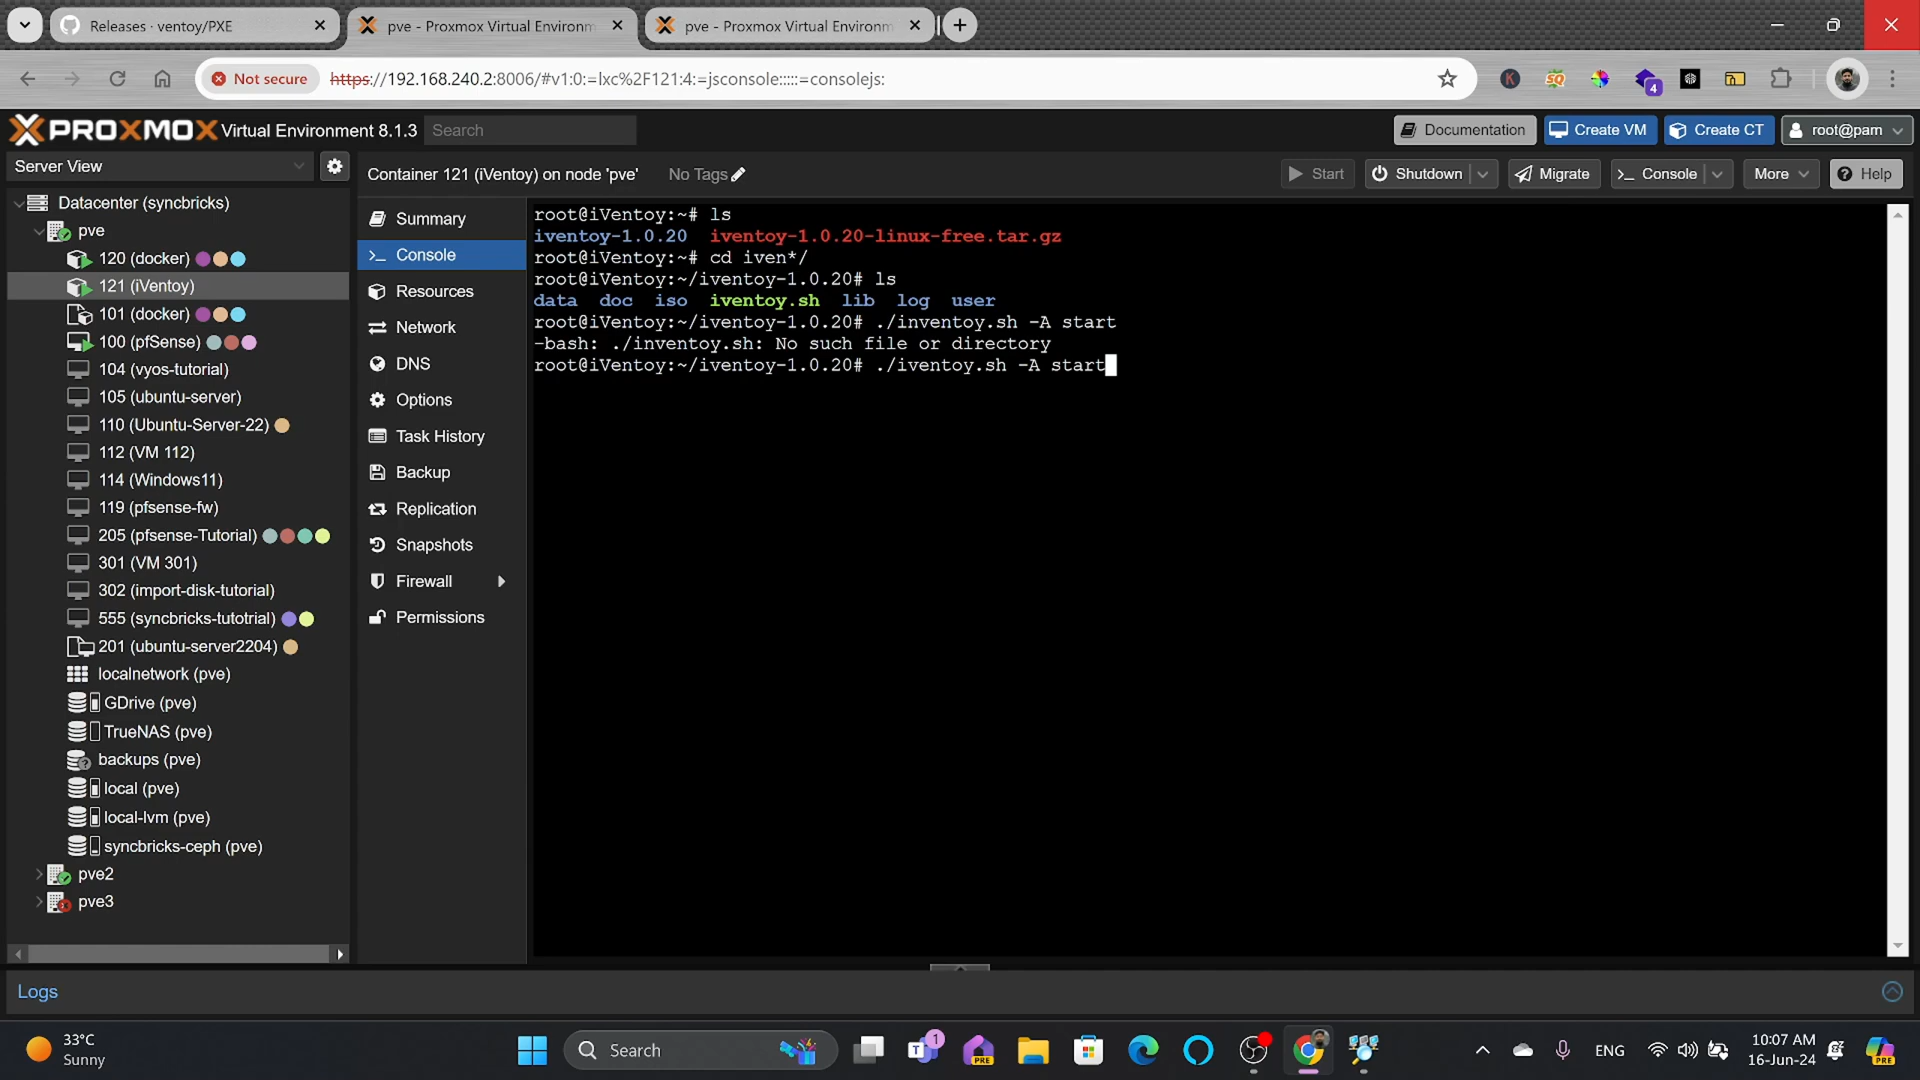 Releases · ventoy/PXE
pve - Proxmox Virtual Environm
pve - Proxmox Virtual Environm
Not secure
https://192.168.240.2:8006/#v1:0:=lxc%2F121:4:=jsconsole:::::=consolejs:
4
PROXMOX Virtual Environment 8.1.3
Search
Documentation
Create VM
Create CT
root@pam
Server View
Container 121 (iVentoy) on node 'pve'
No Tags
Start
Shutdown
Migrate
Console
More
Help
Datacenter (syncbricks)
pve
120 (docker)
121 (iVentoy)
101 (docker)
100 (pfSense)
104 (vyos-tutorial)
105 (ubuntu-server)
110 (Ubuntu-Server-22)
112 (VM 112)
114 (Windows11)
119 (pfsense-fw)
205 (pfsense-Tutorial)
301 (VM 301)
302 (import-disk-tutorial)
555 (syncbricks-tutotrial)
201 (ubuntu-server2204)
localnetwork (pve)
GDrive (pve)
TrueNAS (pve)
backups (pve)
local (pve)
local-lvm (pve)
syncbricks-ceph (pve)
pve2
pve3
Summary
Console
Resources
Network
DNS
Options
Task History
Backup
Replication
Snapshots
Firewall
Permissions
root@iVentoy:~# ls
iventoy-1.0.20  iventoy-1.0.20-linux-free.tar.gz
root@iVentoy:~# cd iven*/
root@iVentoy:~/iventoy-1.0.20# ls
data  doc  iso  iventoy.sh  lib  log  user
root@iVentoy:~/iventoy-1.0.20# ./inventoy.sh -A start
-bash: ./inventoy.sh: No such file or directory
root@iVentoy:~/iventoy-1.0.20# ./iventoy.sh -A start
Logs
33°C
Sunny
Search
1
PRE
ENG
10:07 AM
16-Jun-24
PRE